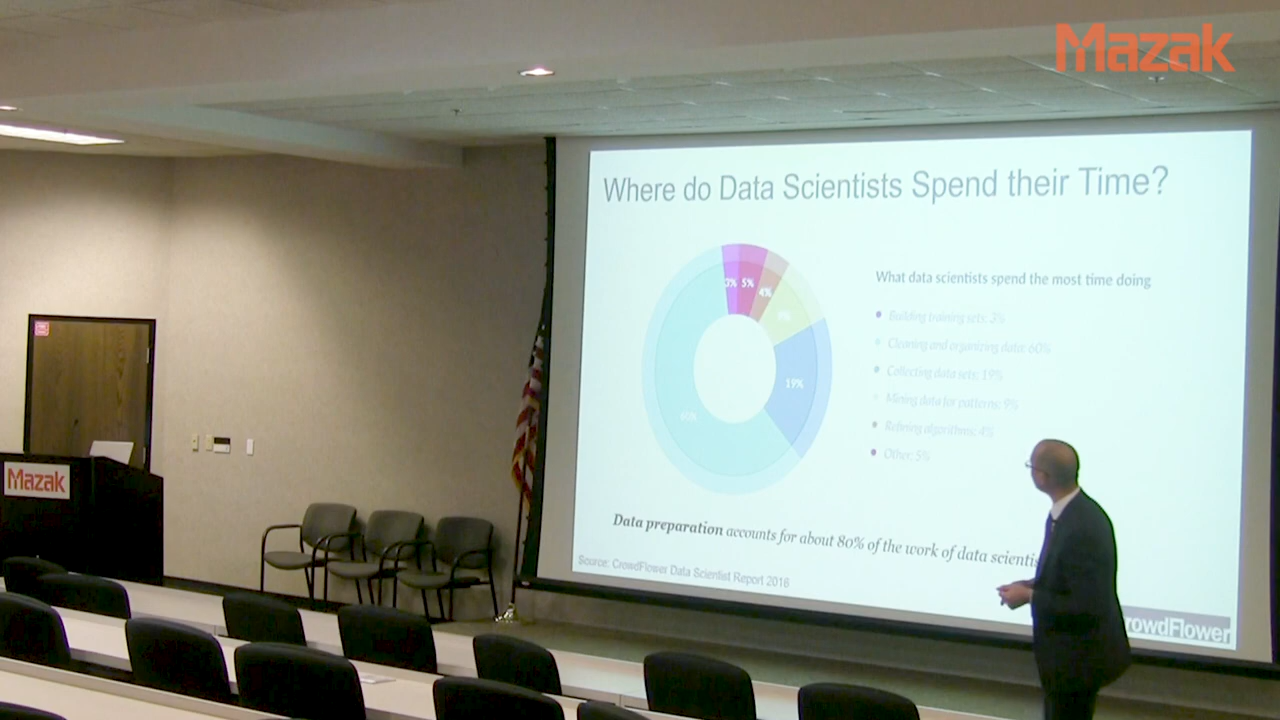 Mazak
Where do Data Scientists Spend their Time?
3% 5% 4% 9%
19%
60%
What data scientists spend the most time doing
Building training sets: 3%
Cleaning and organizing data: 60%
Collecting data sets: 19%
Mining data for patterns: 9%
Refining algorithms: 4%
Other: 5%
Data preparation accounts for about 80% of the work of data
Source: CrowdFlower Data Scientist Report 2016
Mazak